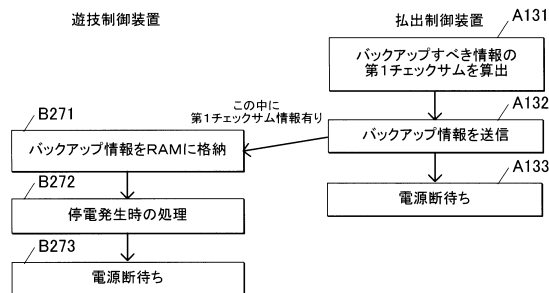 遊技制御装置
払出制御装置
A131
バックアップすべき情報の
第1チェックサムを算出
A132
バックアップ情報を送信
A133
電源断待ち
この中に
第1チェックサム情報有り
B271
バックアップ情報をRAMに格納
B272
停電発生時の処理
B273
電源断待ち